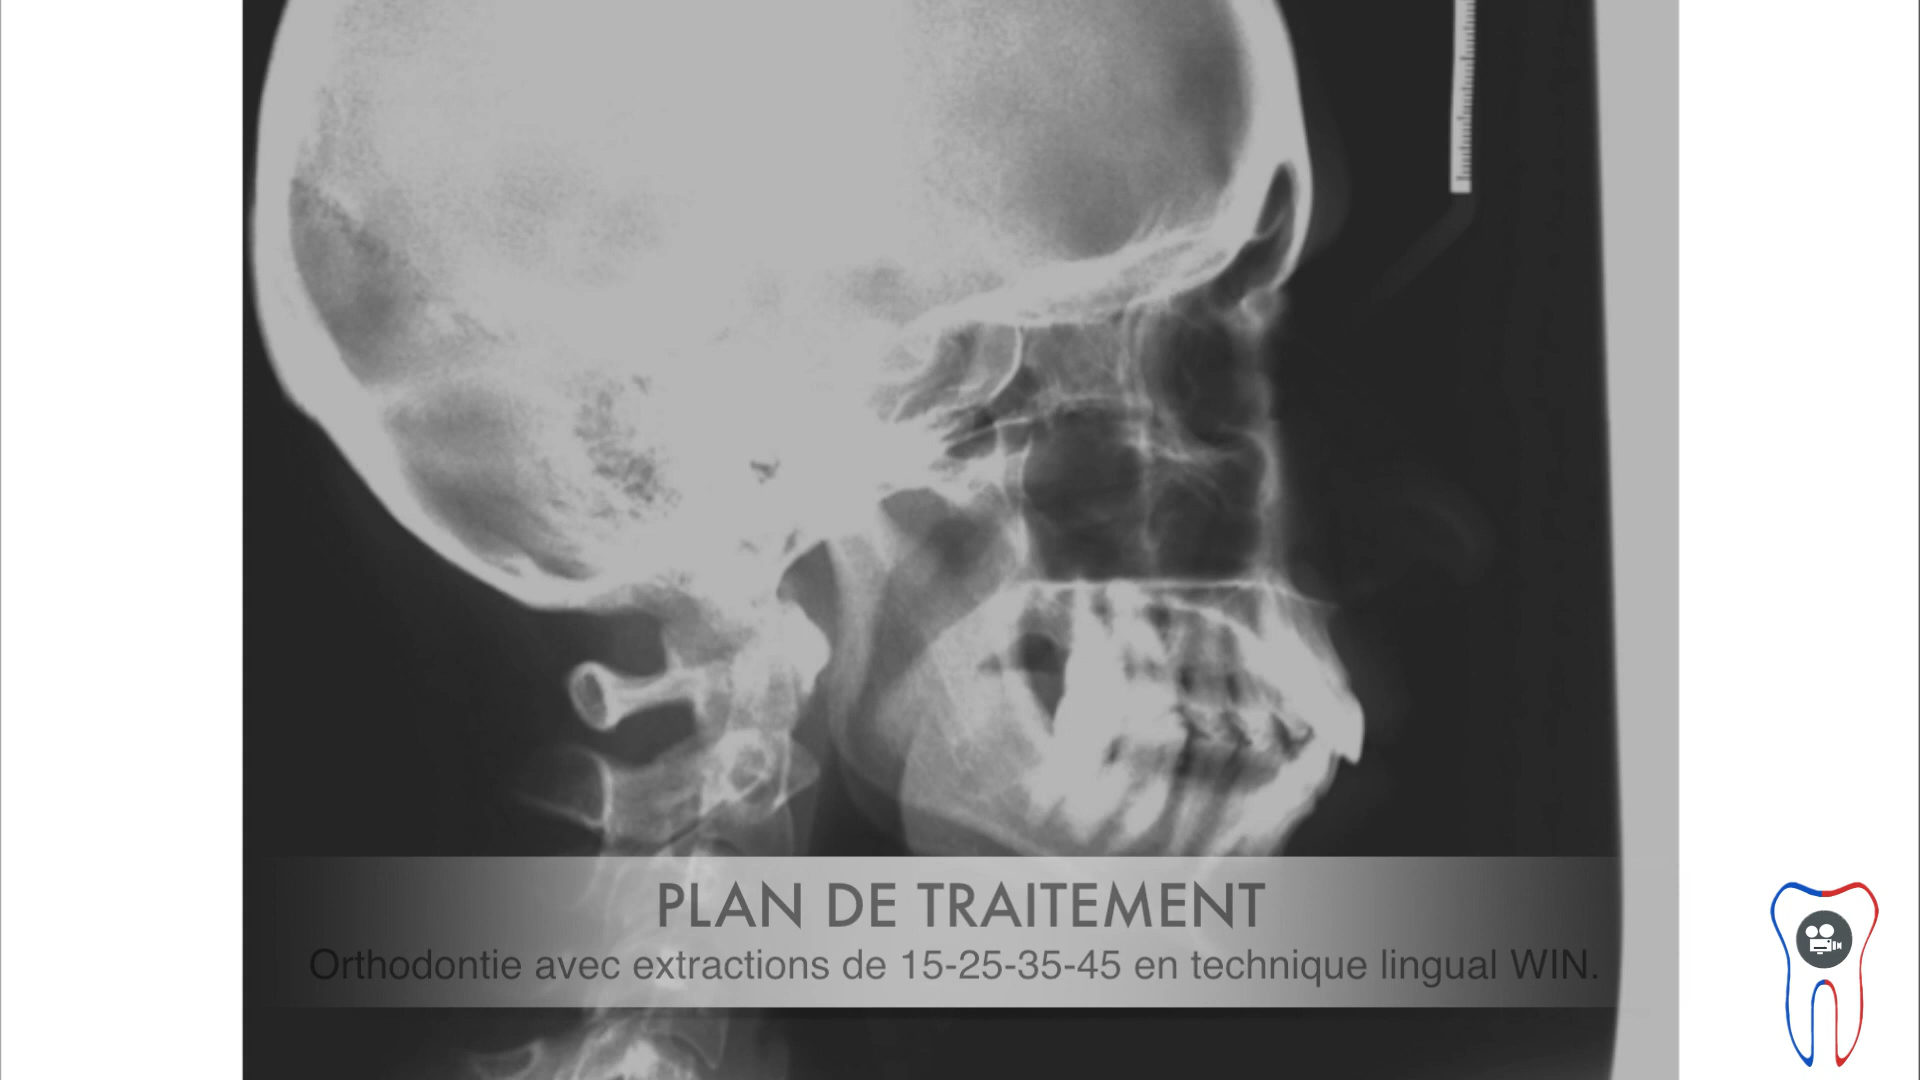 PLAN DE TRAITEMENT
Orthodontie avec extractions de 15-25-35-45 en technique lingual WIN.